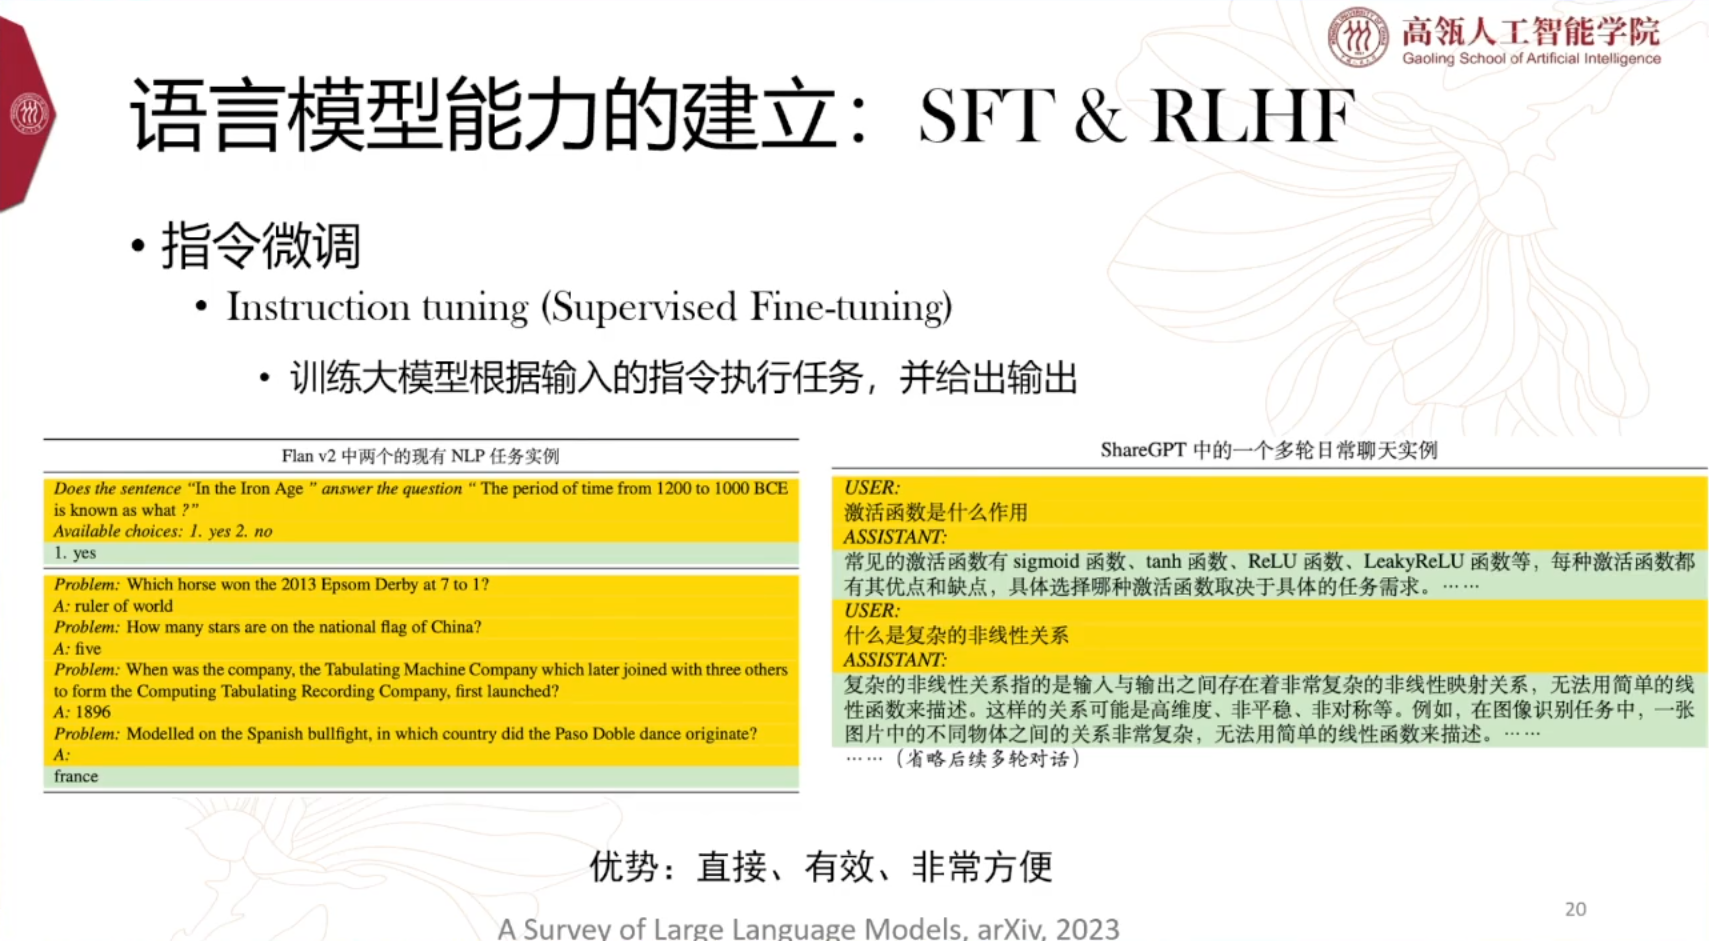 高瓴人工智能学院
Gaoling School of Artificial Intelligence
语言模型能力的建立：SFT & RLHF
• 指令微调
• Instruction tuning (Supervised Fine-tuning)
• 训练大模型根据输入的指令执行任务，并给出输出
Flan v2 中两个的现有 NLP 任务实例
Does the sentence “In the Iron Age ” answer the question “ The period of time from 1200 to 1000 BCE
is known as what ?”
Available choices: 1. yes 2. no
1. yes
Problem: Which horse won the 2013 Epsom Derby at 7 to 1?
A: ruler of world
Problem: How many stars are on the national flag of China?
A: five
Problem: When was the company, the Tabulating Machine Company which later joined with three others
to form the Computing Tabulating Recording Company, first launched?
A: 1896
Problem: Modelled on the Spanish bullfight, in which country did the Paso Doble dance originate?
A:
france
ShareGPT 中的一个多轮日常聊天实例
USER:
激活函数是什么作用
ASSISTANT:
常见的激活函数有 sigmoid 函数、tanh 函数、ReLU 函数、LeakyReLU 函数等，每种激活函数都
有其优点和缺点，具体选择哪种激活函数取决于具体的任务需求。……
USER:
什么是复杂的非线性关系
ASSISTANT:
复杂的非线性关系指的是输入与输出之间存在着非常复杂的非线性映射关系，无法用简单的线
性函数来描述。这样的关系可能是高维度、非平稳、非对称等。例如，在图像识别任务中，一张
图片中的不同物体之间的关系非常复杂，无法用简单的线性函数来描述。……
……（省略后续多轮对话）
优势：直接、有效、非常方便
A Survey of Large Language Models, arXiv, 2023
20